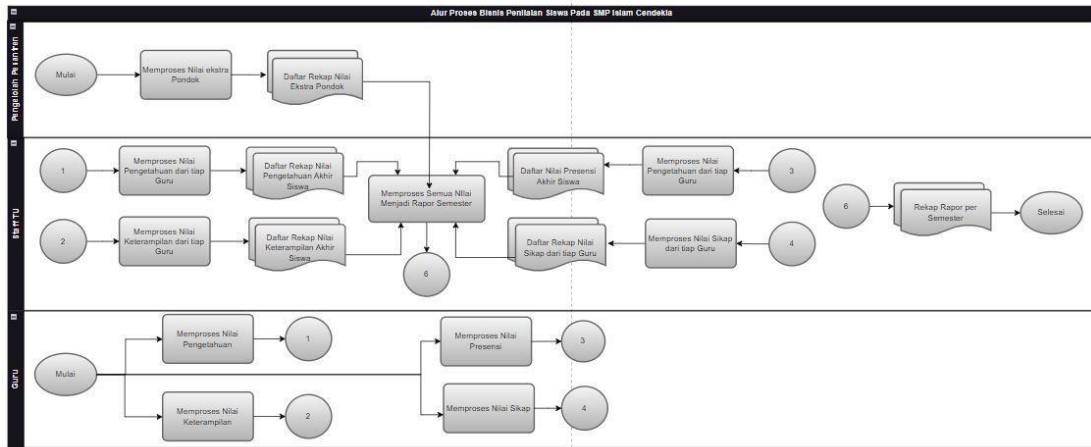 Alur Proses Bisnis Penilaian Siswa Pada SMP Islam Cendekia
Pengelolah Pesantren
Mulai
Memproses Nilai ekstra
Pondok
Daftar Rekap Nilai
Ekstra Pondok
Staff TU
1
Memproses Nilai
Pengetahuan dari tiap
Guru
Daftar Rekap Nilai
Pengetahuan Akhir
Siswa
Memproses Semua NIlai
Menjadi Rapor Semester
Daftar Nilai Presensi
Akhir Siswa
Memproses Nilai
Pengetahuan dari tiap
Guru
3
2
Memproses Nilai
Keterampilan dari tiap
Guru
Daftar Rekap Nilai
Keterampilan Akhir
Siswa
6
Daftar Rekap Nilai
Sikap dari tiap Guru
Memproses Nilai Sikap
dari tiap Guru
4
6
Rekap Rapor per
Semester
Selesai
Guru
Mulai
Memproses Nilai
Pengetahuan
1
Memproses Nilai
Presensi
3
Memproses Nilai
Keterampilan
2
Memproses Nilai Sikap
4